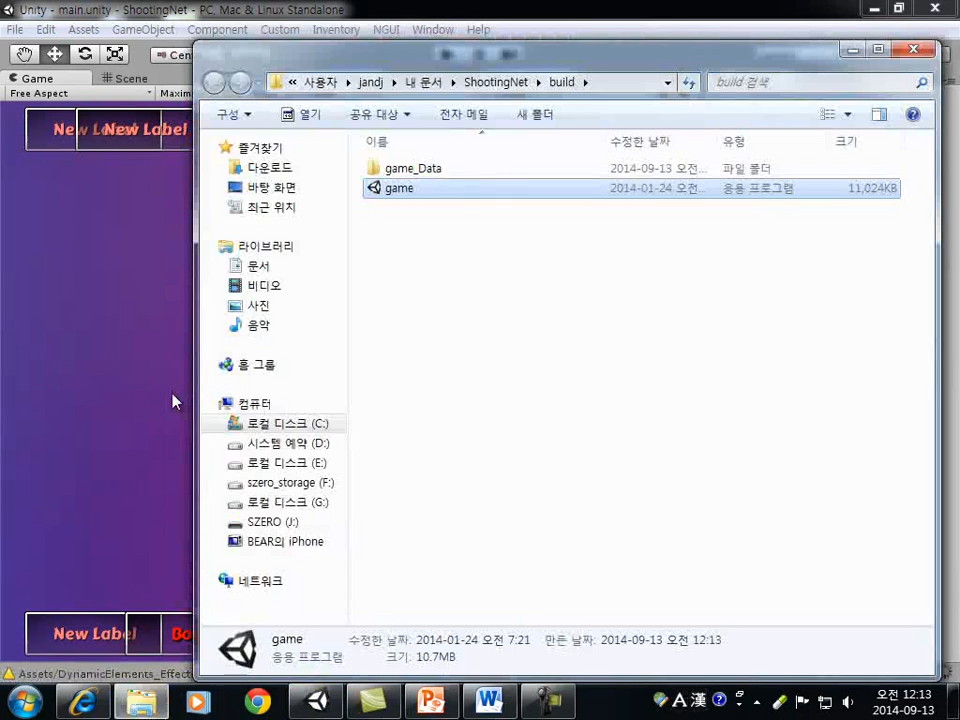 Unity - main.unity - ShootingNet - PC, Mac & Linux Standalone
File Edit Assets GameObject Component Custom Inventory NGUI Window Help
Game Scene
Free Aspect
New Label New Label
« 사용자 jandj 내 문서 ShootingNet build
build 검색
구성 열기 공유 대상 전자 메일 새 폴더
이름 수정한 날짜 유형 크기
game_Data 2014-09-13 오전... 파일 폴더
game 2014-01-24 오전... 응용 프로그램 11,024KB
즐겨찾기
다운로드
바탕 화면
최근 위치
라이브러리
문서
비디오
사진
음악
홈 그룹
컴퓨터
로컬 디스크 (C:)
시스템 예약 (D:)
로컬 디스크 (E:)
szero_storage (F:)
로컬 디스크 (G:)
SZERO (J:)
BEAR의 iPhone
네트워크
New Label
game 수정한 날짜: 2014-01-24 오전 7:21 만든 날짜: 2014-09-13 오전 12:13
응용 프로그램 크기: 10.7MB
Assets/DynamicElements_Effect
A 漢
오전 12:13
2014-09-13